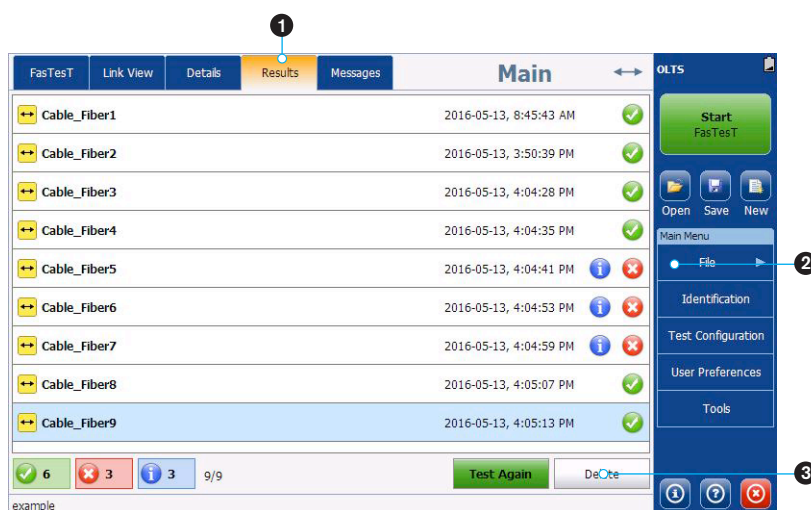 1
FasTesT Link View Details Results Messages Main OLTS
Cable_Fiber1 2016-05-13, 8:45:43 AM
Cable_Fiber2 2016-05-13, 3:50:39 PM
Cable_Fiber3 2016-05-13, 4:04:28 PM
Cable_Fiber4 2016-05-13, 4:04:35 PM
Cable_Fiber5 2016-05-13, 4:04:41 PM
Cable_Fiber6 2016-05-13, 4:04:53 PM
Cable_Fiber7 2016-05-13, 4:04:59 PM
Cable_Fiber8 2016-05-13, 4:05:07 PM
Cable_Fiber9 2016-05-13, 4:05:13 PM
6 3 3 9/9 Test Again Delete 3
example
Start
FasTesT
Open Save New
Main Menu
File 2
Identification
Test Configuration
User Preferences
Tools